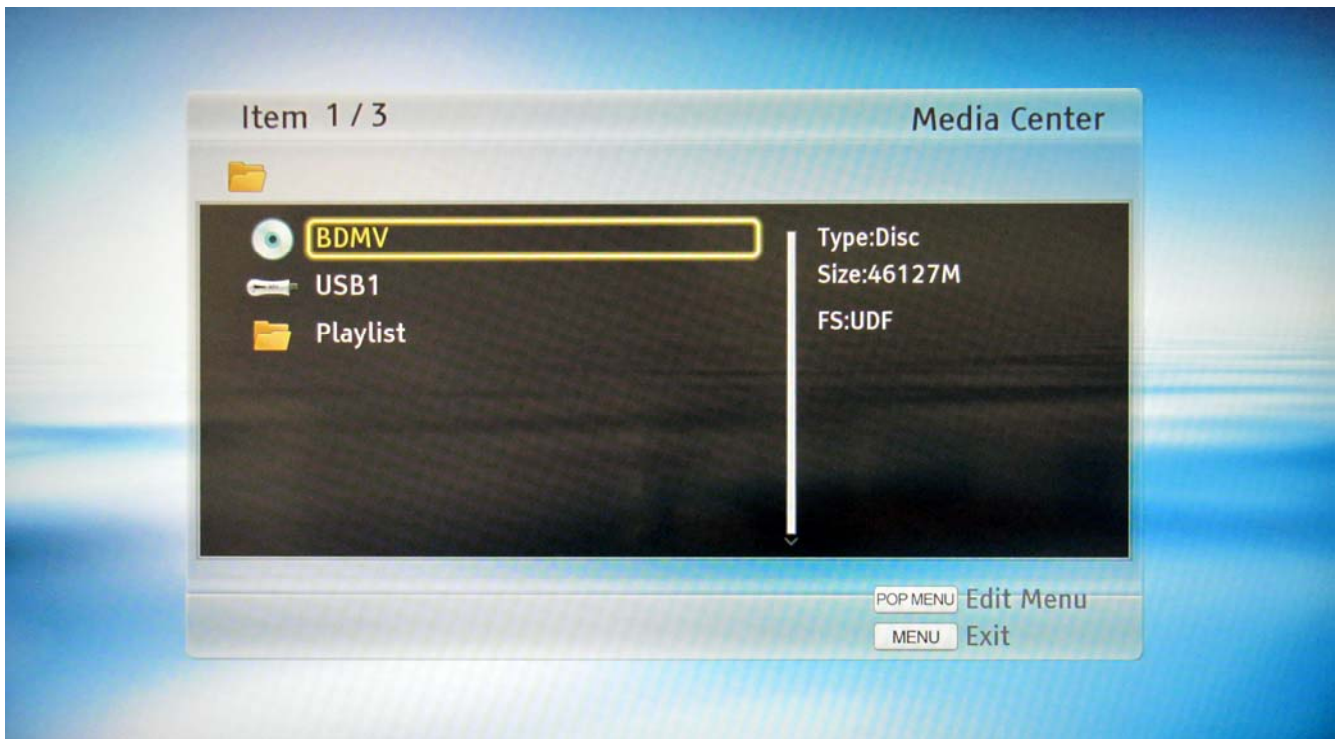 Item 1 / 3
Media Center
BDMV
USB1
Playlist
Type:Disc
Size:46127M
FS:UDF
POP MENU Edit Menu
MENU Exit